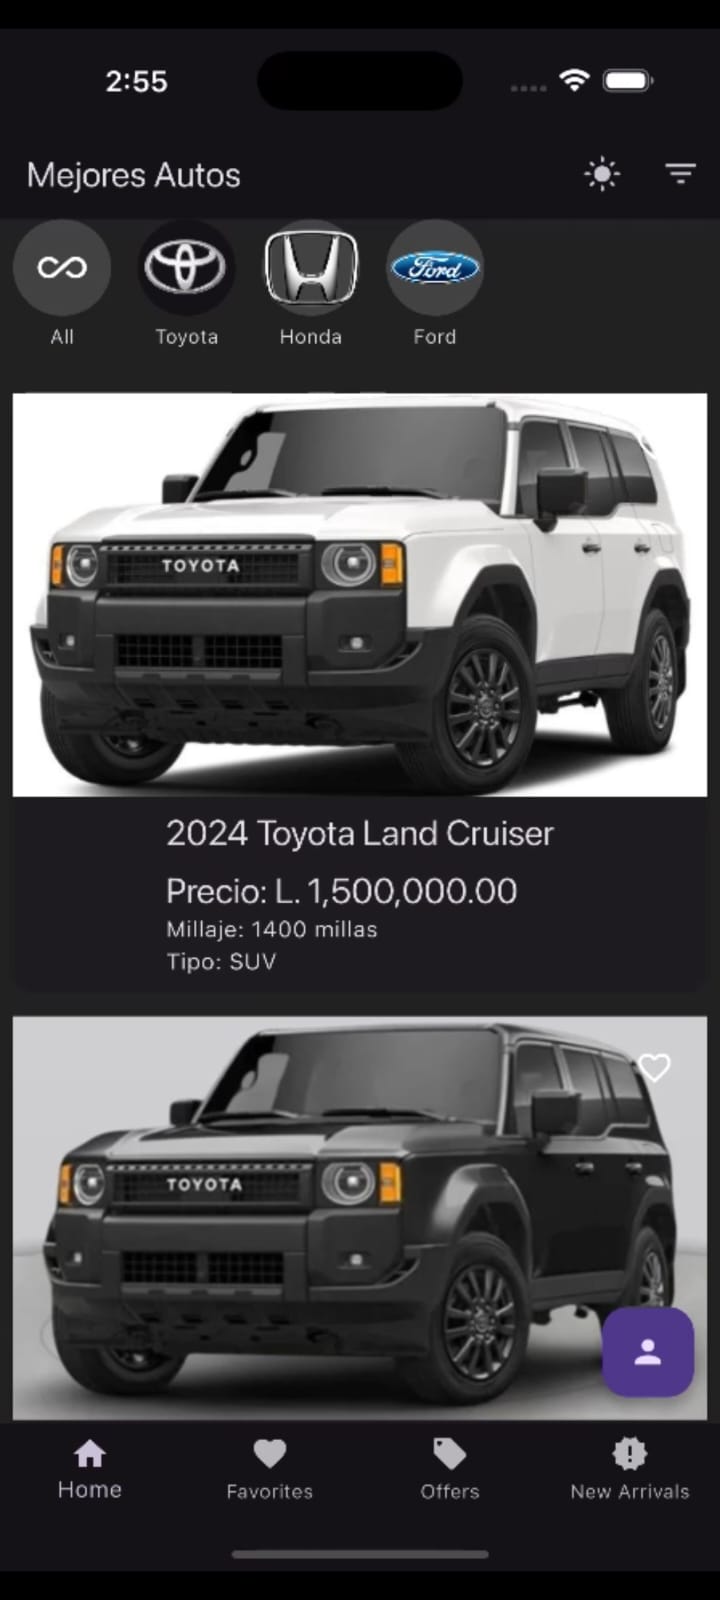 2:55
Mejores Autos
Ford
All
Toyota
Honda
Ford
TOYOTA
2024 Toyota Land Cruiser
Precio: L. 1,500,000.00
Millaje: 1400 millas
Tipo: SUV
TOYOTA
Home
Favorites
Offers
New Arrivals